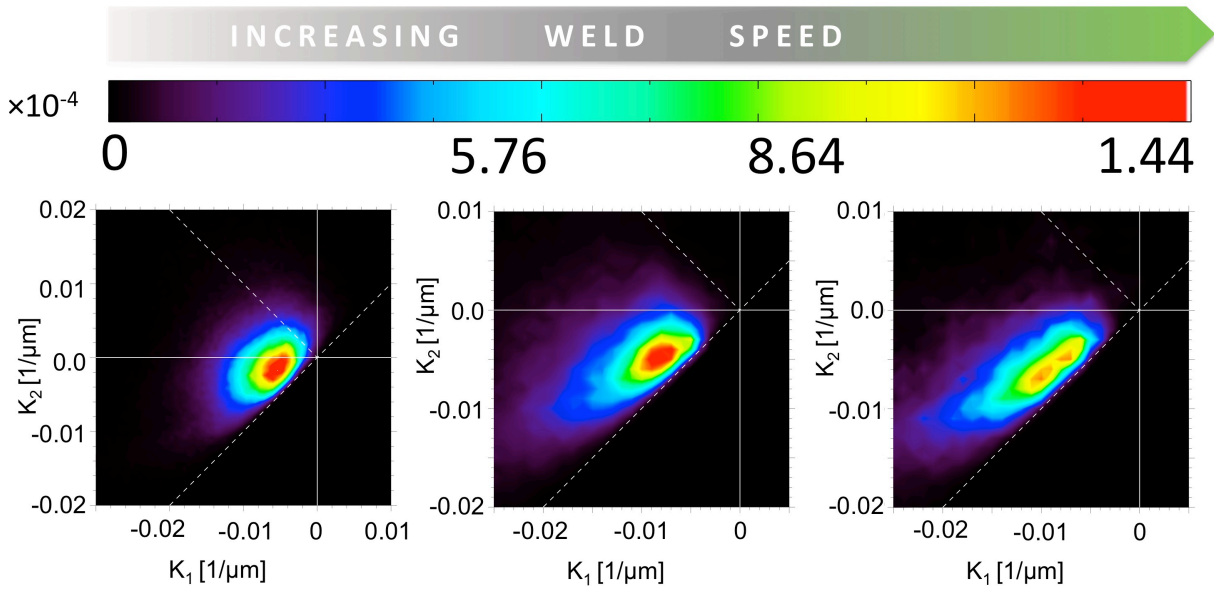 INCREASING WELD SPEED
×10-4
0 5.76 8.64 1.44
0.02 0.01 0.0 -0.01 -0.02
K2 [1/µm]
-0.02 -0.01 0 0.01
K1 [1/µm]
0.01 0.0 -0.01 -0.02
K2 [1/µm]
-0.02 -0.01 0
K1 [1/µm]
0.01 0.0 -0.01 -0.02
K2 [1/µm]
-0.02 -0.01 0
K1 [1/µm]